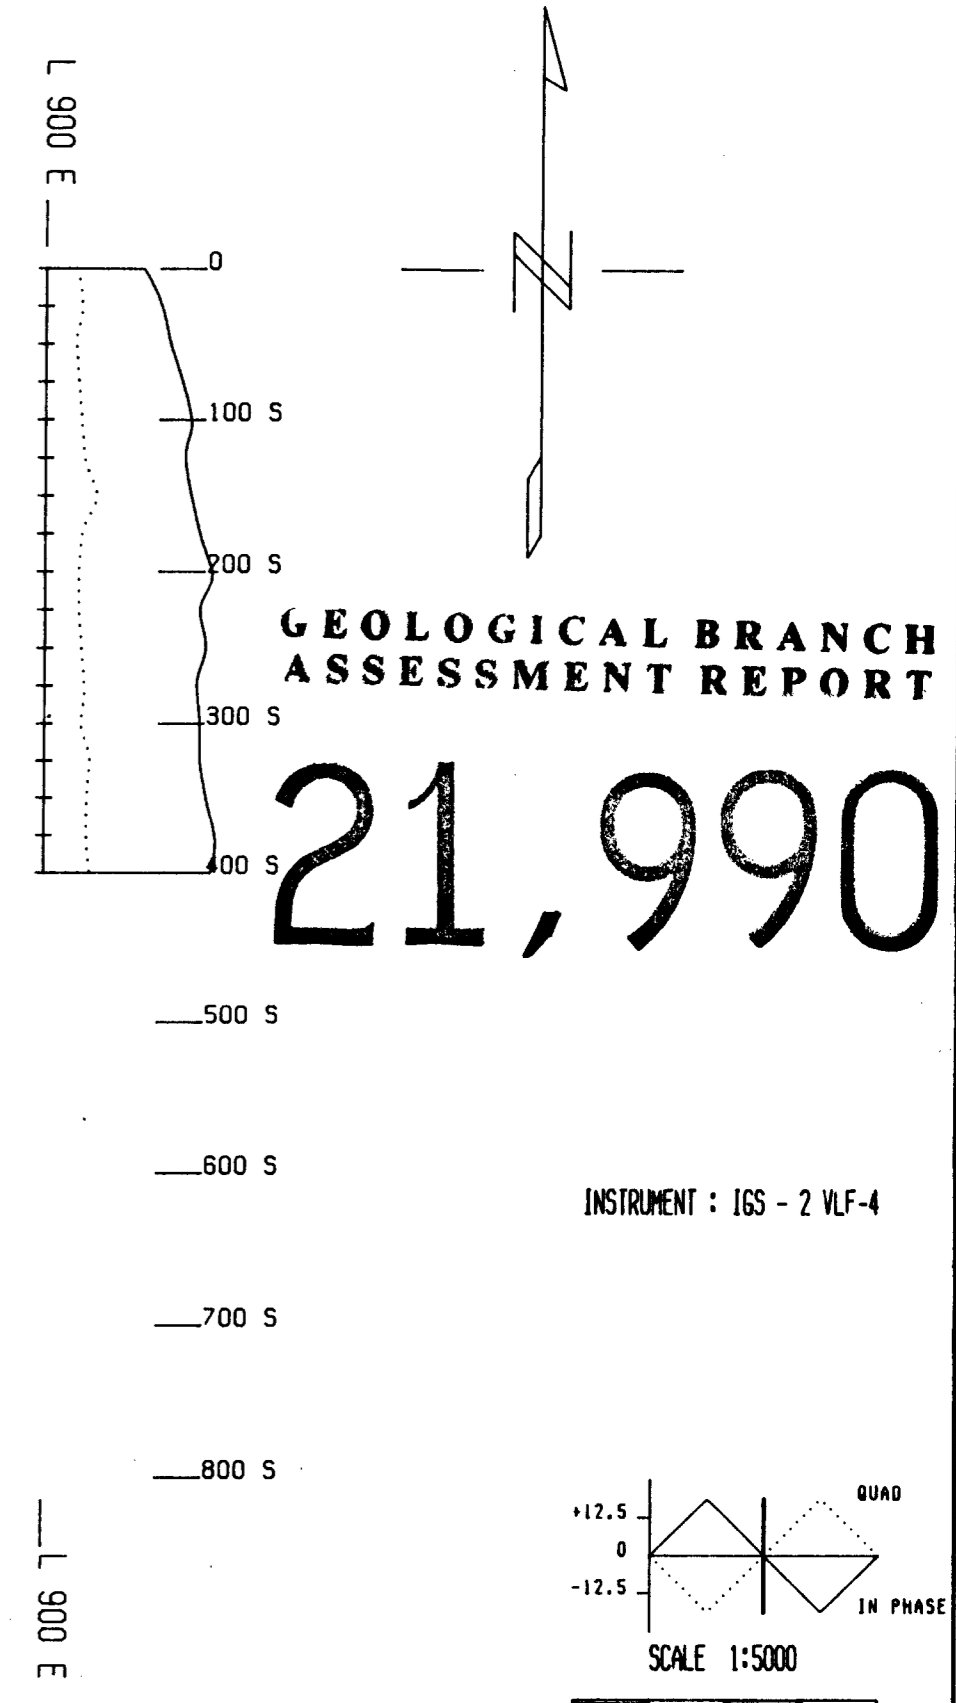 L 900 E
0
100 S
200 S
GEOLOGICAL BRANCH
ASSESSMENT REPORT
300 S
21,990
400 S
500 S
600 S
INSTRUMENT : IGS - 2 VLF-4
700 S
800 S
QUAD
+12.5
0
-12.5
IN PHASE
SCALE 1:5000
L 900 E
N